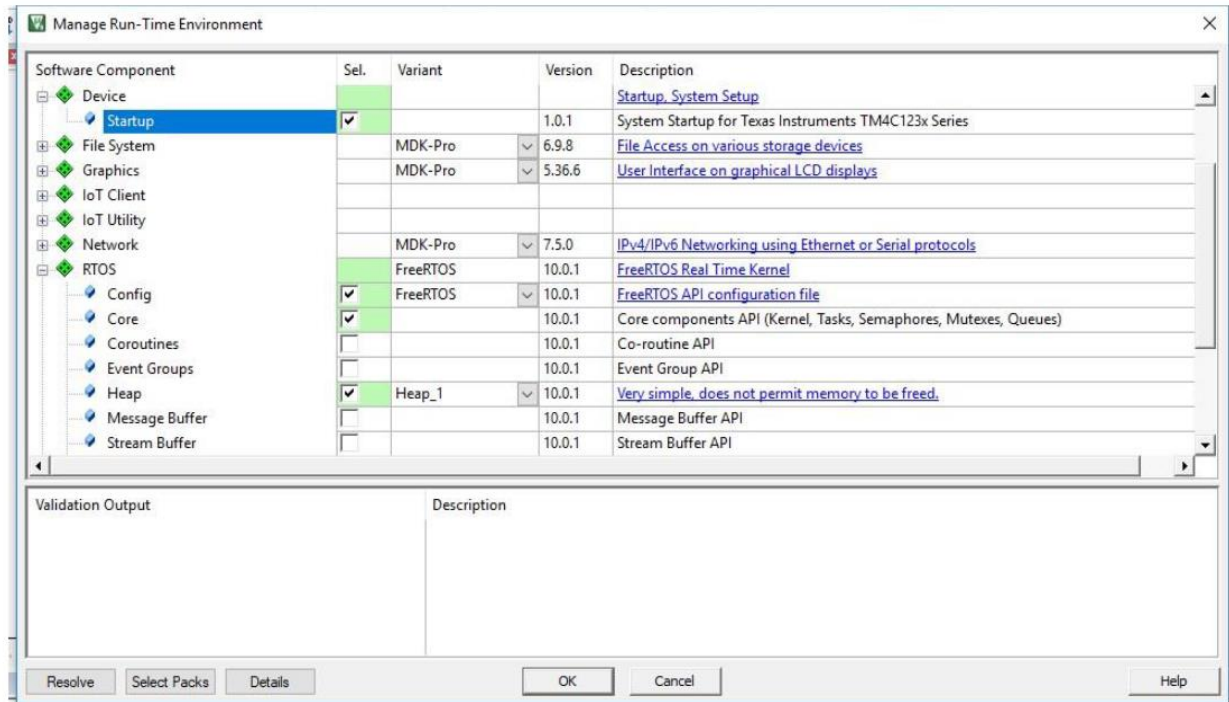 Manage Run-Time Environment
Software Component Sel. Variant Version Description
Device Startup, System Setup
Startup 1.0.1 System Startup for Texas Instruments TM4C123x Series
File System MDK-Pro 6.9.8 File Access on various storage devices
Graphics MDK-Pro 5.36.6 User Interface on graphical LCD displays
IoT Client
IoT Utility
Network MDK-Pro 7.5.0 IPv4/IPv6 Networking using Ethernet or Serial protocols
RTOS FreeRTOS 10.0.1 FreeRTOS Real Time Kernel
Config FreeRTOS 10.0.1 FreeRTOS API configuration file
Core 10.0.1 Core components API (Kernel, Tasks, Semaphores, Mutexes, Queues)
Coroutines 10.0.1 Co-routine API
Event Groups 10.0.1 Event Group API
Heap Heap_1 10.0.1 Very simple, does not permit memory to be freed.
Message Buffer 10.0.1 Message Buffer API
Stream Buffer 10.0.1 Stream Buffer API
Validation Output Description
Resolve Select Packs Details OK Cancel Help